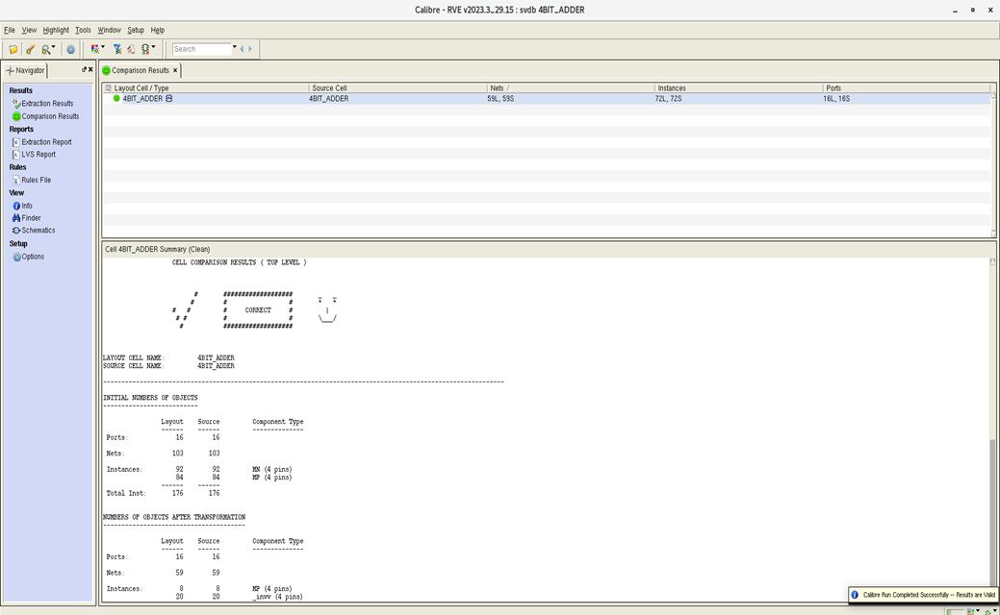 Calibre - RVE v2023.3_29.15 : svdb 4BIT_ADDER
File View Highlight Tools Window Setup Help
Search
Navigator
Comparison Results
Results
Extraction Results
Comparison Results
Reports
Extraction Report
LVS Report
Rules
Rules File
View
Info
Finder
Schematics
Setup
Options
Layout Cell / Type Source Cell Nets / Instances Ports
4BIT_ADDER 4BIT_ADDER 59L, 59S 72L, 72S 16L, 16S
Cell 4BIT_ADDER Summary (Clean)
CELL COMPARISON RESULTS ( TOP LEVEL )
# ###################
# # #
# # # CORRECT # |
# # # # \___/
# ###################
LAYOUT CELL NAME: 4BIT_ADDER
SOURCE CELL NAME: 4BIT_ADDER
INITIAL NUMBERS OF OBJECTS
Layout Source Component Type
Ports: 16 16
Nets: 103 103
Instances: 92 92 MN (4 pins)
84 84 MP (4 pins)
Total Inst: 176 176
NUMBERS OF OBJECTS AFTER TRANSFORMATION
Layout Source Component Type
Ports: 16 16
Nets: 59 59
Instances: 8 8 MP (4 pins)
20 20 _invv (4 pins)
Calibre Run Completed Successfully -- Results are Valid